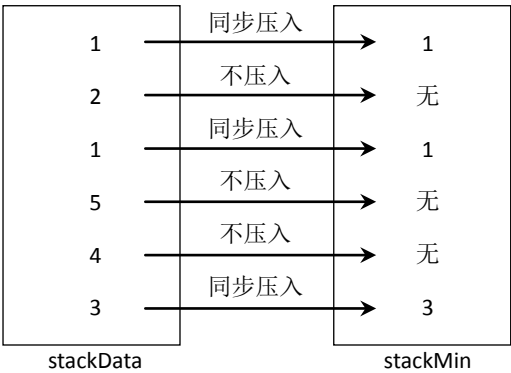 1 同步压入 1
2 不压入 无
1 同步压入 1
5 不压入 无
4 不压入 无
3 同步压入 3
stackData stackMin